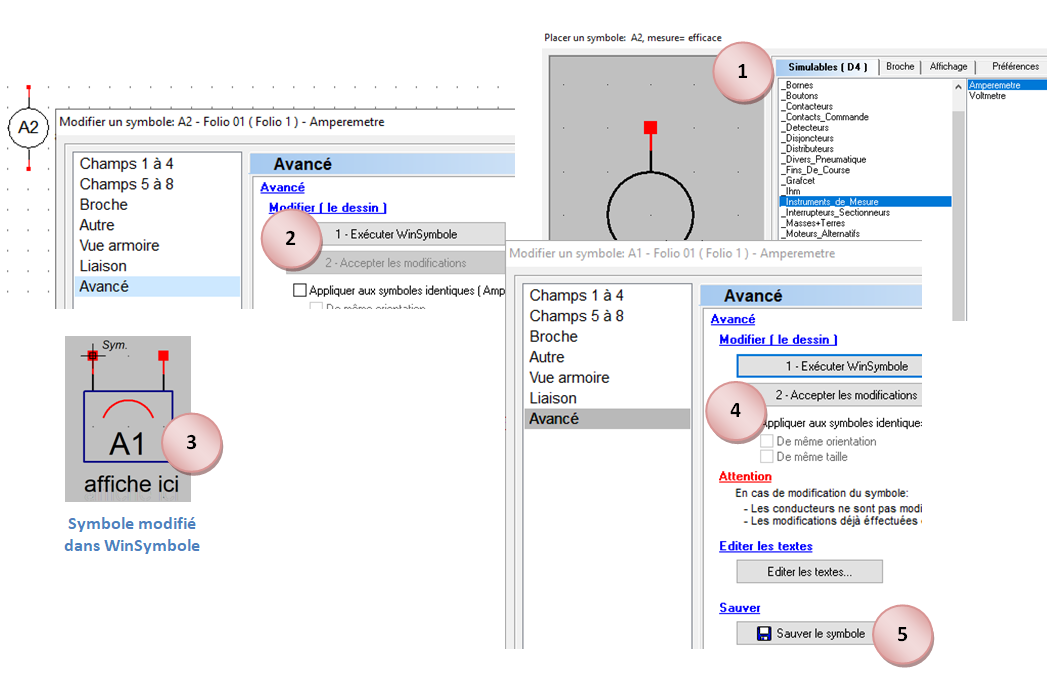 Placer un symbole: A2, mesure= efficace
1
Simulables ( D4 )
Broche
Affichage
Préférences
_Bornes
_Boutons
_Contacteurs
_Contacts_Commande
_Detecteurs
_Disjoncteurs
_Distributeurs
_Divers_Pneumatique
_Fins_De_Course
_Grafcet
_Ihm
_Instruments_de_Mesure
_Interrupteurs_Sectionneurs
_Masses+Terres
_Moteurs_Alternatifs
Amperemètre
Voltmetre
A2
Modifier un symbole: A2 - Folio 01 ( Folio 1 ) - Amperemètre
Champs 1 à 4
Champs 5 à 8
Broche
Autre
Vue armoire
Liaison
Avancé
Avancé
Avancé
Modifier ( le dessin )
2
1 - Exécuter WinSymbole
2 - Accepter les modifications
Appliquer aux symboles identiques ( Amp
De même orientation
Modifier un symbole: A1 - Folio 01 ( Folio 1 ) - Amperemètre
Champs 1 à 4
Champs 5 à 8
Broche
Autre
Vue armoire
Liaison
Avancé
Avancé
Avancé
Modifier ( le dessin )
1 - Exécuter WinSymbole
2 - Accepter les modifications
4
Appliquer aux symboles identiques
De même orientation
De même taille
Attention
En cas de modification du symbole:
- Les conducteurs ne sont pas modi
- Les modifications déjà éffectuées
Editer les textes
Editer les textes...
Sauver
Sauver le symbole
5
Sym.
A1
3
affiche ici
Symbole modifié
dans WinSymbole